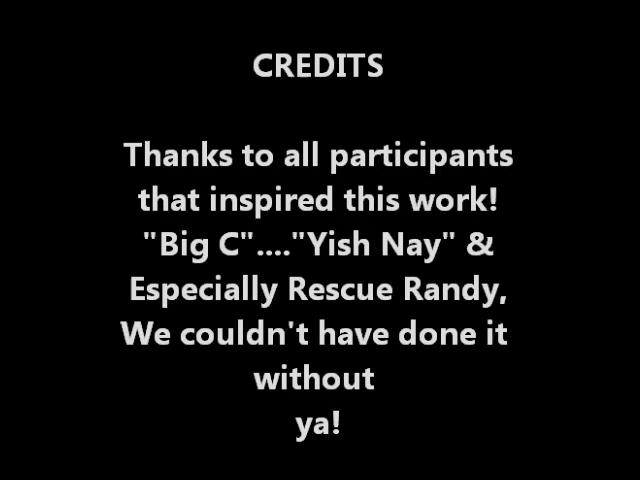 CREDITS
Thanks to all participants
that inspired this work!
"Big C"...."Yish Nay" &
Especially Rescue Randy,
We couldn't have done it
without
ya!